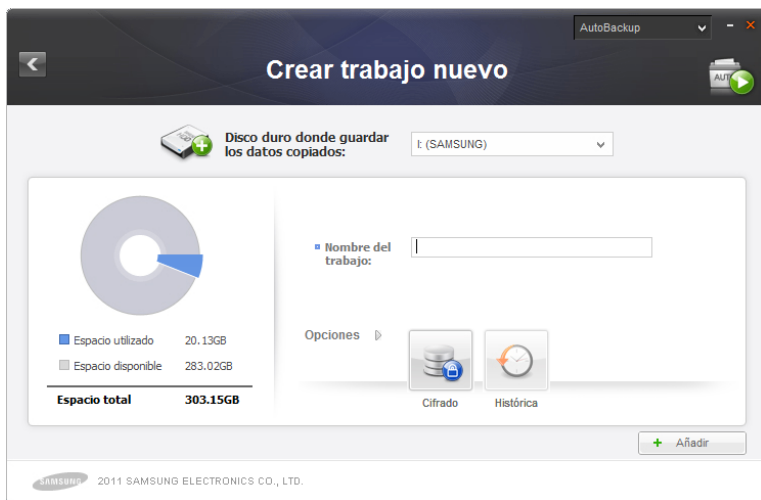 AutoBackup
Crear trabajo nuevo
AUTO
Disco duro donde guardar
los datos copiados:
I: (SAMSUNG)
Nombre del
trabajo:
Espacio utilizado 20.13GB
Espacio disponible 283.02GB
Espacio total 303.15GB
Opciones
Cifrado Histórica
+ Añadir
SAMSUNG 2011 SAMSUNG ELECTRONICS CO., LTD.